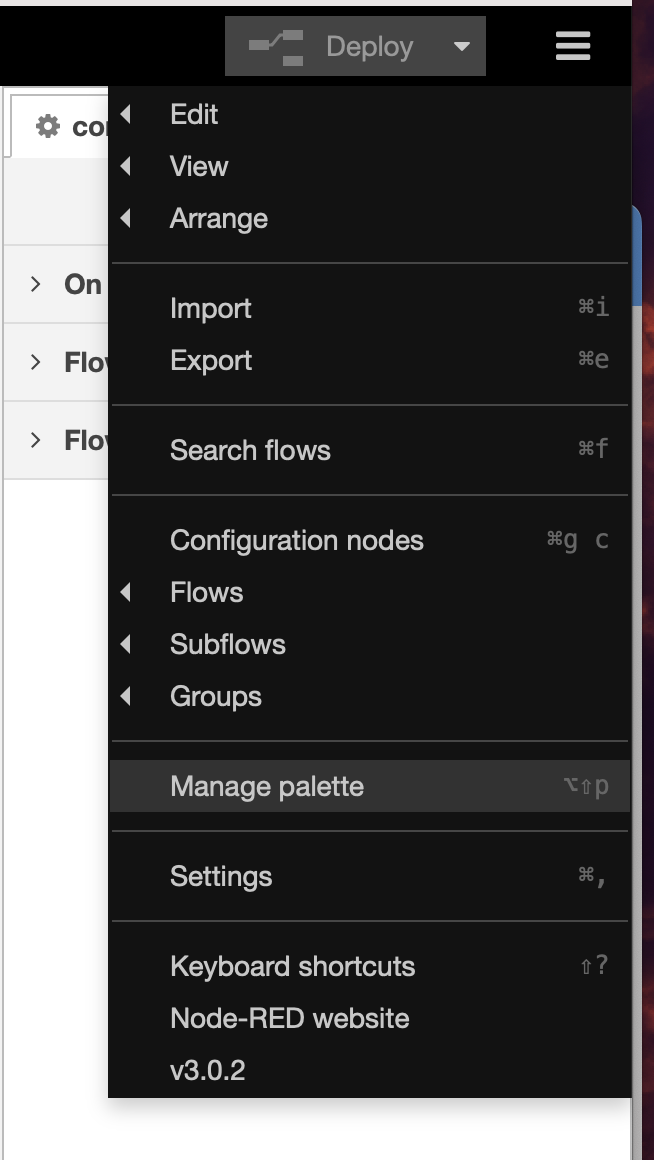 Deploy
Edit
View
Arrange
Import ⌘i
Export ⌘e
Search flows ⌘f
Configuration nodes ⌘g c
Flows
Subflows
Groups
Manage palette ⌥⇧p
Settings ⌘,
Keyboard shortcuts ⇧?
Node-RED website
v3.0.2
On